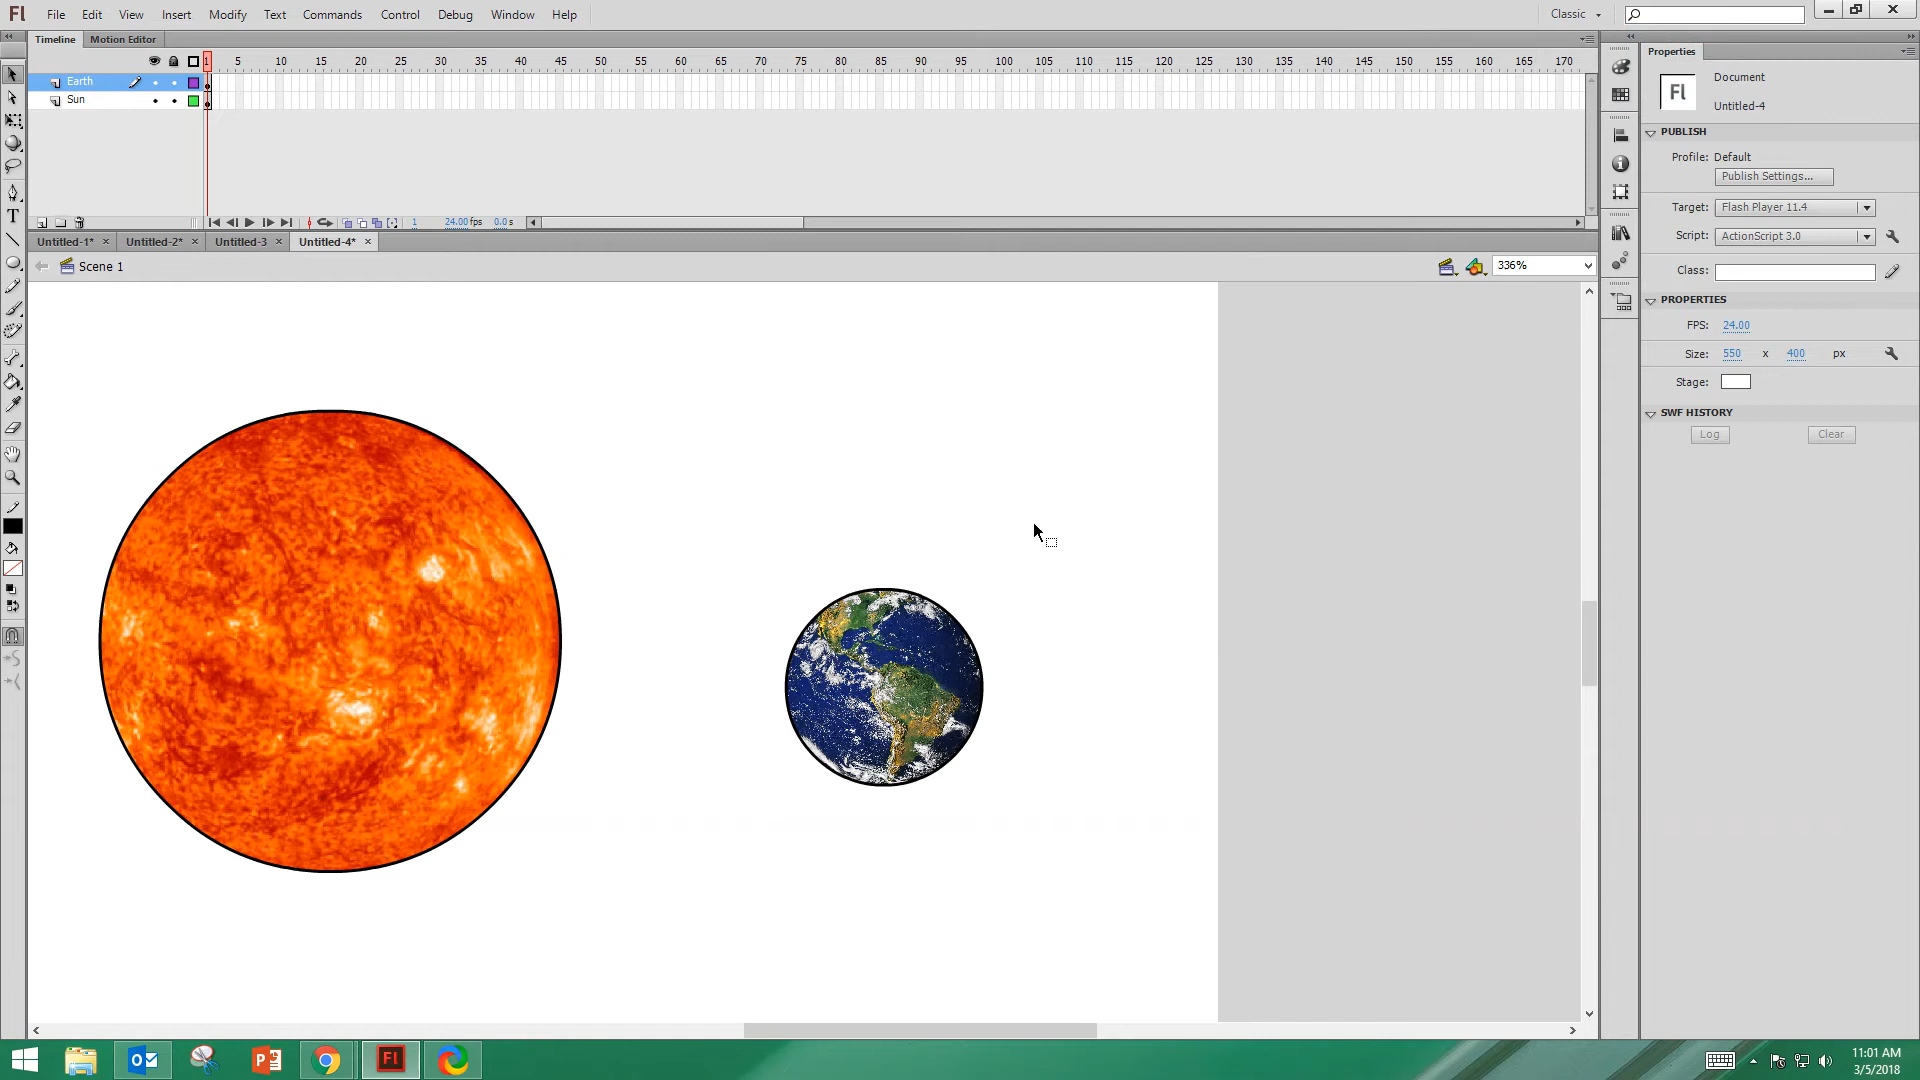 Fl File Edit View Insert Modify Text Commands Control Debug Window Help Classic
Timeline Motion Editor
1 5 10 15 20 25 30 35 40 45 50 55 60 65 70 75 80 85 90 95 100 105 110 115 120 125 130 135 140 145 150 155 160 165 170
Earth
Sun
1 24.00 fps 0.0 s
Untitled-1* × Untitled-2* × Untitled-3 × Untitled-4* ×
Scene 1
336%
Properties
Fl
Document
Untitled-4
PUBLISH
Profile: Default
Publish Settings...
Target: Flash Player 11.4
Script: ActionScript 3.0
Class:
PROPERTIES
FPS: 24.00
Size: 550 x 400 px
Stage:
SWF HISTORY
Log Clear
T
Fl
11:01 AM
3/5/2018